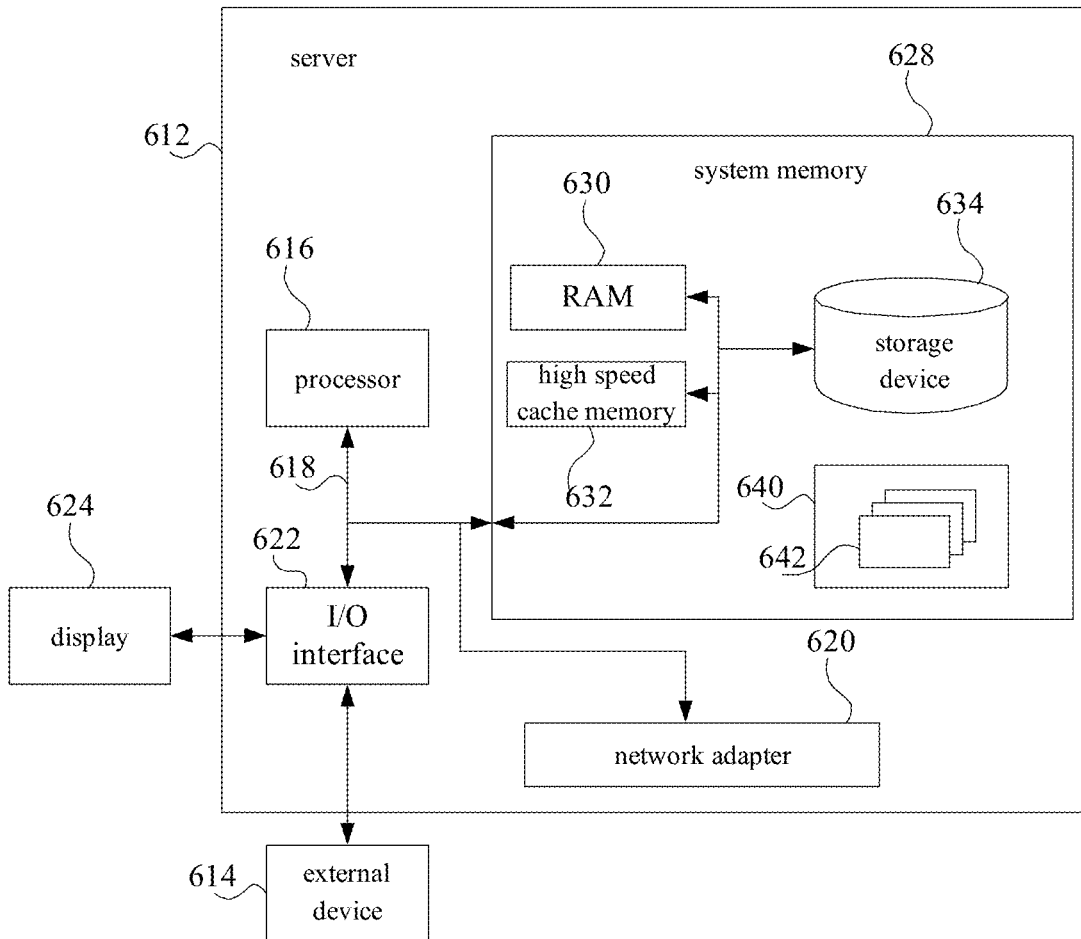 server
628
612
system memory
630
634
616
RAM
storage
device
processor
high speed
cache memory
618
632
640
624
622
642
display
I/O
interface
620
network adapter
614
external
device